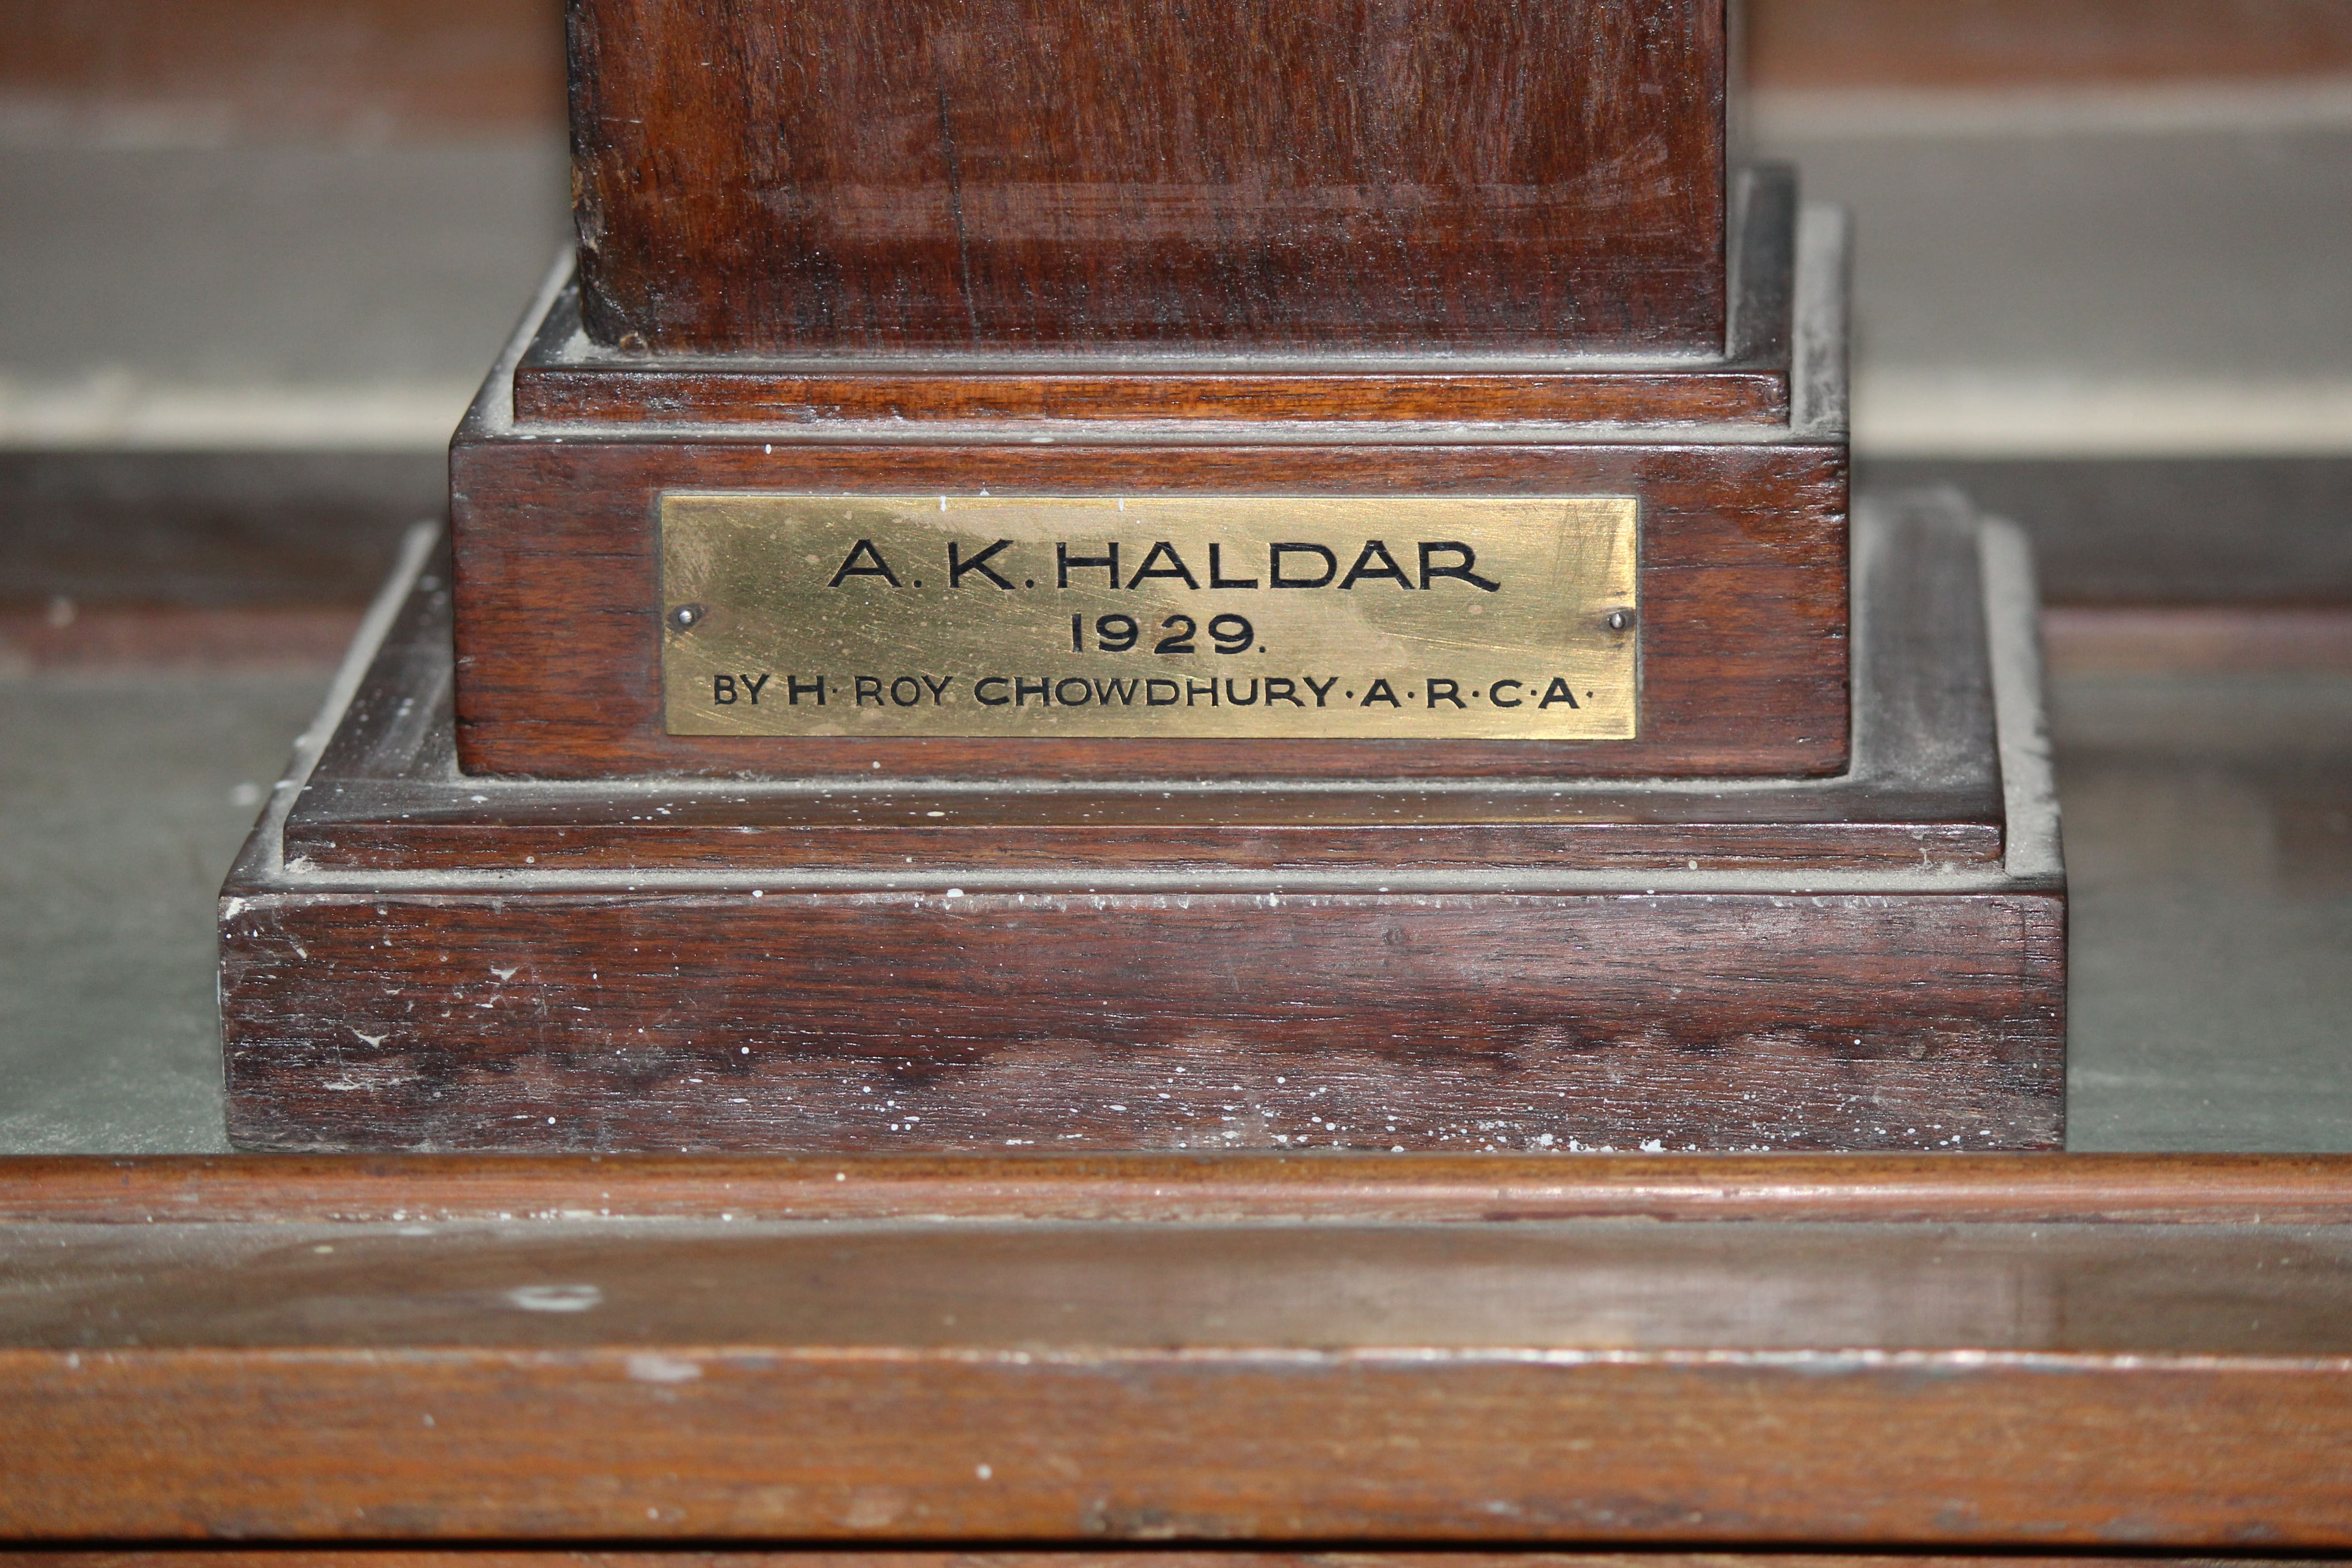 A. K. HALDAR
1929.
BY H· ROY CHOWDHURY·A·R·C·A·